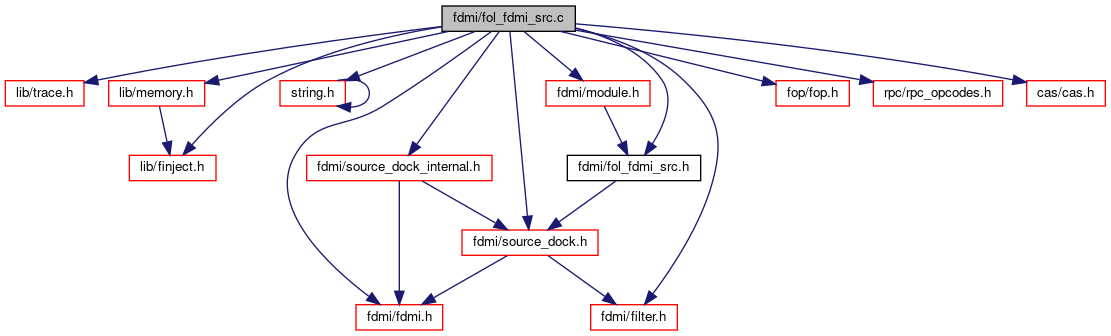 fdmi/fol_fdmi_src.c
lib/trace.h
lib/memory.h
string.h
fdmi/module.h
fop/fop.h
rpc/rpc_opcodes.h
cas/cas.h
lib/finject.h
fdmi/source_dock_internal.h
fdmi/fol_fdmi_src.h
fdmi/source_dock.h
fdmi/fdmi.h
fdmi/filter.h